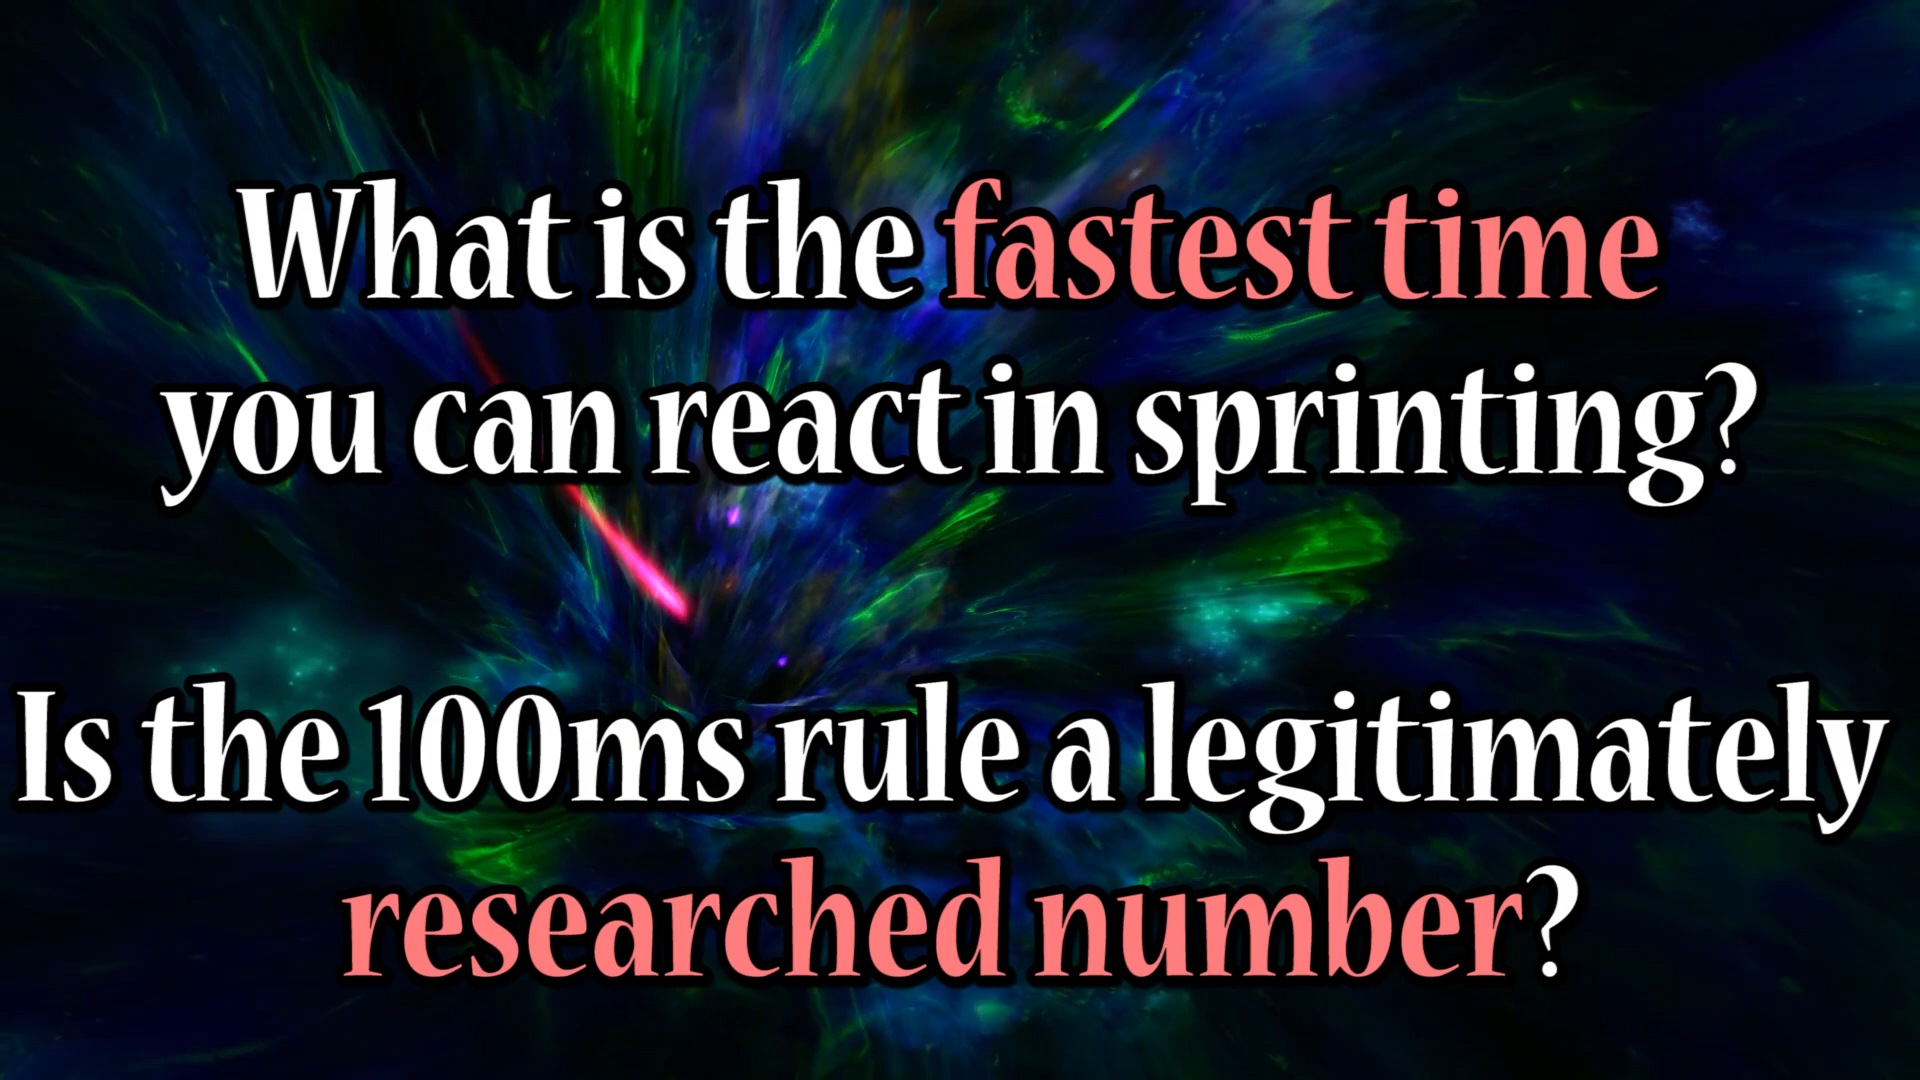 What is the fastest time
you can react in sprinting?
Is the 100ms rule a legitimately
researched number?